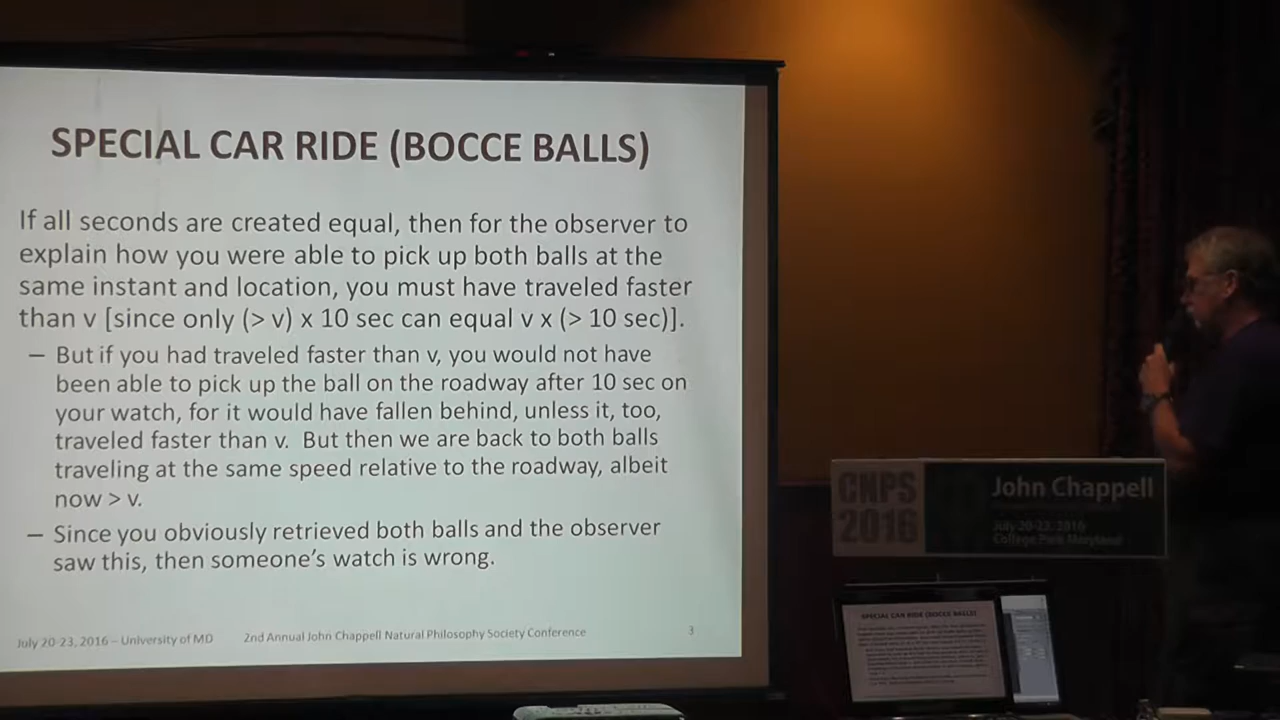 SPECIAL CAR RIDE (BOCCE BALLS)
If all seconds are created equal, then for the observer to
explain how you were able to pick up both balls at the
same instant and location, you must have traveled faster
than v [since only (> v) x 10 sec can equal v x (> 10 sec)].
– But if you had traveled faster than v, you would not have
been able to pick up the ball on the roadway after 10 sec on
your watch, for it would have fallen behind, unless it, too,
traveled faster than v. But then we are back to both balls
traveling at the same speed relative to the roadway, albeit
now > v.
– Since you obviously retrieved both balls and the observer
saw this, then someone's watch is wrong.
July 20-23, 2016 – University of MD 2nd Annual John Chappell Natural Philosophy Society Conference 3
CNPS
2016
John Chappell
July 20-23, 2016
College Park Maryland
SPECIAL CAR RIDE (BOCCE BALLS)